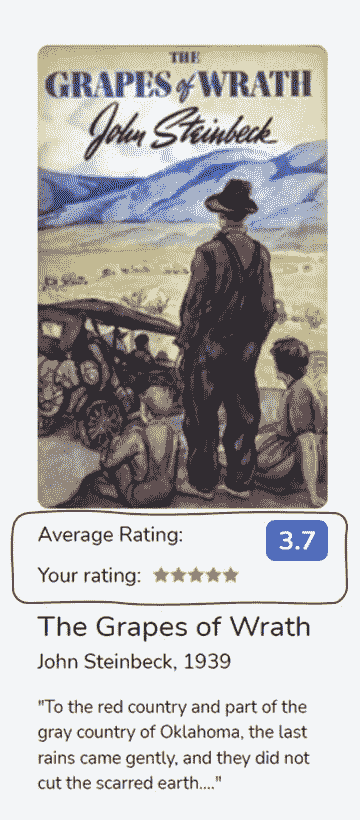 THE
GRAPES of WRATH
John Steinbeck
Average Rating:
3.7
Your rating:
The Grapes of Wrath
John Steinbeck, 1939
"To the red country and part of the
gray country of Oklahoma, the last
rains came gently, and they did not
cut the scarred earth...."